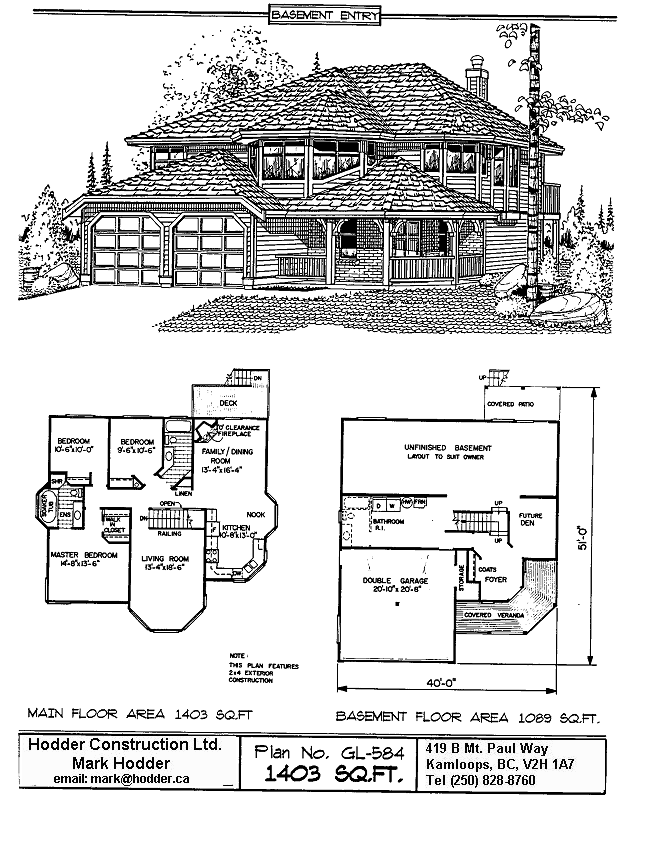 BASEMENT ENTRY
DN
DECK
BEDROOM
10'-6"x10'-0"
BEDROOM
9'-6"x10'-6"
TO CLEARANCE
FIREPLACE
FAMILY/DINING
ROOM
13'-4"x16'-4"
SHR
LINEN
SOAKER
TUB
ENS
WALK
IN
CLOSET
OPEN
DN
RAILING
NOOK
KITCHEN
10'-8"x13'-0"
DW
MASTER BEDROOM
14'-8"x13'-6"
LIVING ROOM
13'-4"x18'-6"
NOTE:
THIS PLAN FEATURES
2x4 EXTERIOR
CONSTRUCTION
MAIN FLOOR AREA 1403 SQ.FT
UP
COVERED PATIO
UNFINISHED BASEMENT
LAYOUT TO SUIT OWNER
D W HW FRN
BATHROOM
R.I.
UP
FUTURE
DEN
UP
STORAGE
COATS
FOYER
DOUBLE GARAGE
20'-10"x20'-8"
COVERED VERANDA
51'-0"
40'-0"
BASEMENT FLOOR AREA 1089 SQ.FT.
Hodder Construction Ltd.
Mark Hodder
email: mark@hodder.ca
Plan No. GL-584
1403 SQ.FT.
419 B Mt. Paul Way
Kamloops, BC, V2H 1A7
Tel (250) 828-8760